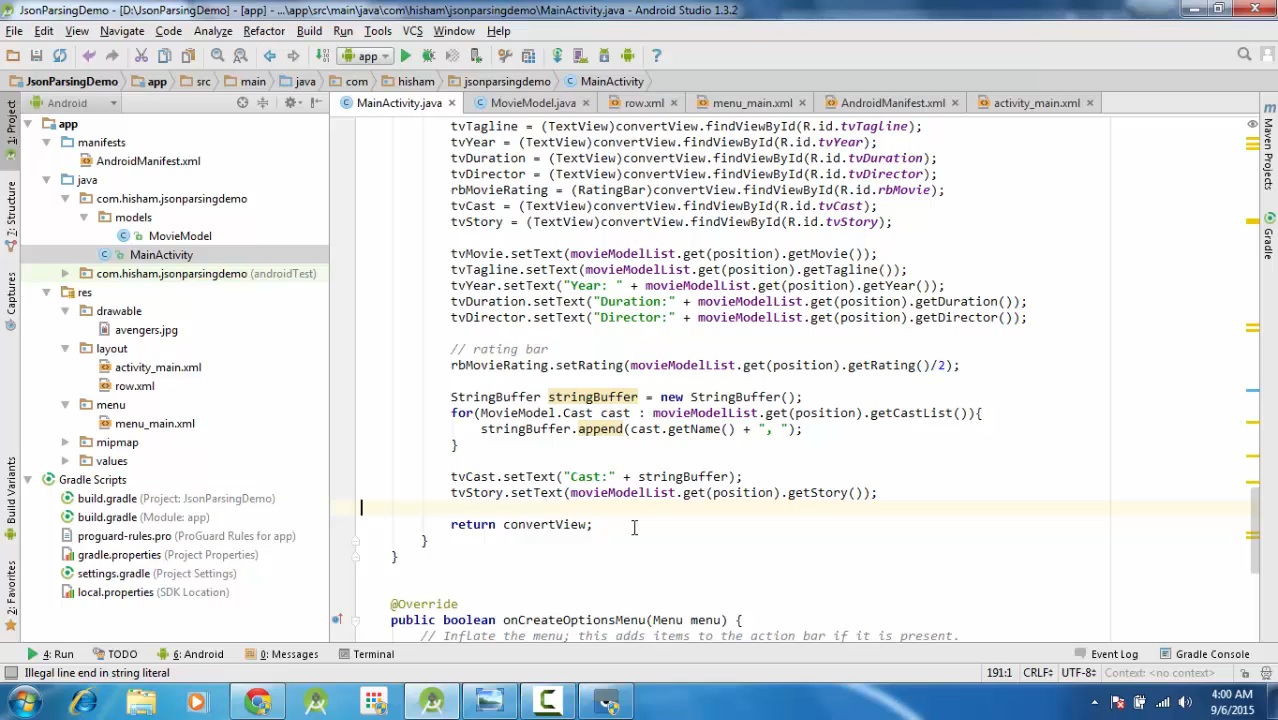 JsonParsingDemo - [D:\JsonParsingDemo] - [app] - ...\app\src\main\java\com\hisham\jsonparsingdemo\MainActivity.java - Android Studio 1.3.2
File Edit View Navigate Code Analyze Refactor Build Run Tools VCS Window Help
app
JsonParsingDemo app src main java com hisham jsonparsingdemo MainActivity
Android
MainActivity.java MovieModel.java row.xml menu_main.xml AndroidManifest.xml activity_main.xml
1: Project
2: Structure
Captures
Build Variants
2: Favorites
app
manifests
AndroidManifest.xml
java
com.hisham.jsonparsingdemo
models
MovieModel
MainActivity
com.hisham.jsonparsingdemo (androidTest)
res
drawable
avengers.jpg
layout
activity_main.xml
row.xml
menu
menu_main.xml
mipmap
values
Gradle Scripts
build.gradle (Project: JsonParsingDemo)
build.gradle (Module: app)
proguard-rules.pro (ProGuard Rules for app)
gradle.properties (Project Properties)
settings.gradle (Project Settings)
local.properties (SDK Location)
tvTagline = (TextView)convertView.findViewById(R.id.tvTagline);
tvYear = (TextView)convertView.findViewById(R.id.tvYear);
tvDuration = (TextView)convertView.findViewById(R.id.tvDuration);
tvDirector = (TextView)convertView.findViewById(R.id.tvDirector);
rbMovieRating = (RatingBar)convertView.findViewById(R.id.rbMovie);
tvCast = (TextView)convertView.findViewById(R.id.tvCast);
tvStory = (TextView)convertView.findViewById(R.id.tvStory);
tvMovie.setText(movieModelList.get(position).getMovie());
tvTagline.setText(movieModelList.get(position).getTagline());
tvYear.setText("Year: " + movieModelList.get(position).getYear());
tvDuration.setText("Duration:" + movieModelList.get(position).getDuration());
tvDirector.setText("Director:" + movieModelList.get(position).getDirector());
// rating bar
rbMovieRating.setRating(movieModelList.get(position).getRating()/2);
StringBuffer stringBuffer = new StringBuffer();
for(MovieModel.Cast cast : movieModelList.get(position).getCastList()){
stringBuffer.append(cast.getName() + ", ");
}
tvCast.setText("Cast:" + stringBuffer);
tvStory.setText(movieModelList.get(position).getStory());
return convertView;
}
}
@Override
public boolean onCreateOptionsMenu(Menu menu) {
// Inflate the menu; this adds items to the action bar if it is present.
Maven Projects
Gradle
4: Run TODO 6: Android 0: Messages Terminal Event Log Gradle Console
Illegal line end in string literal 191:1 CRLF UTF-8 Context: <no context>
4:00 AM
9/6/2015